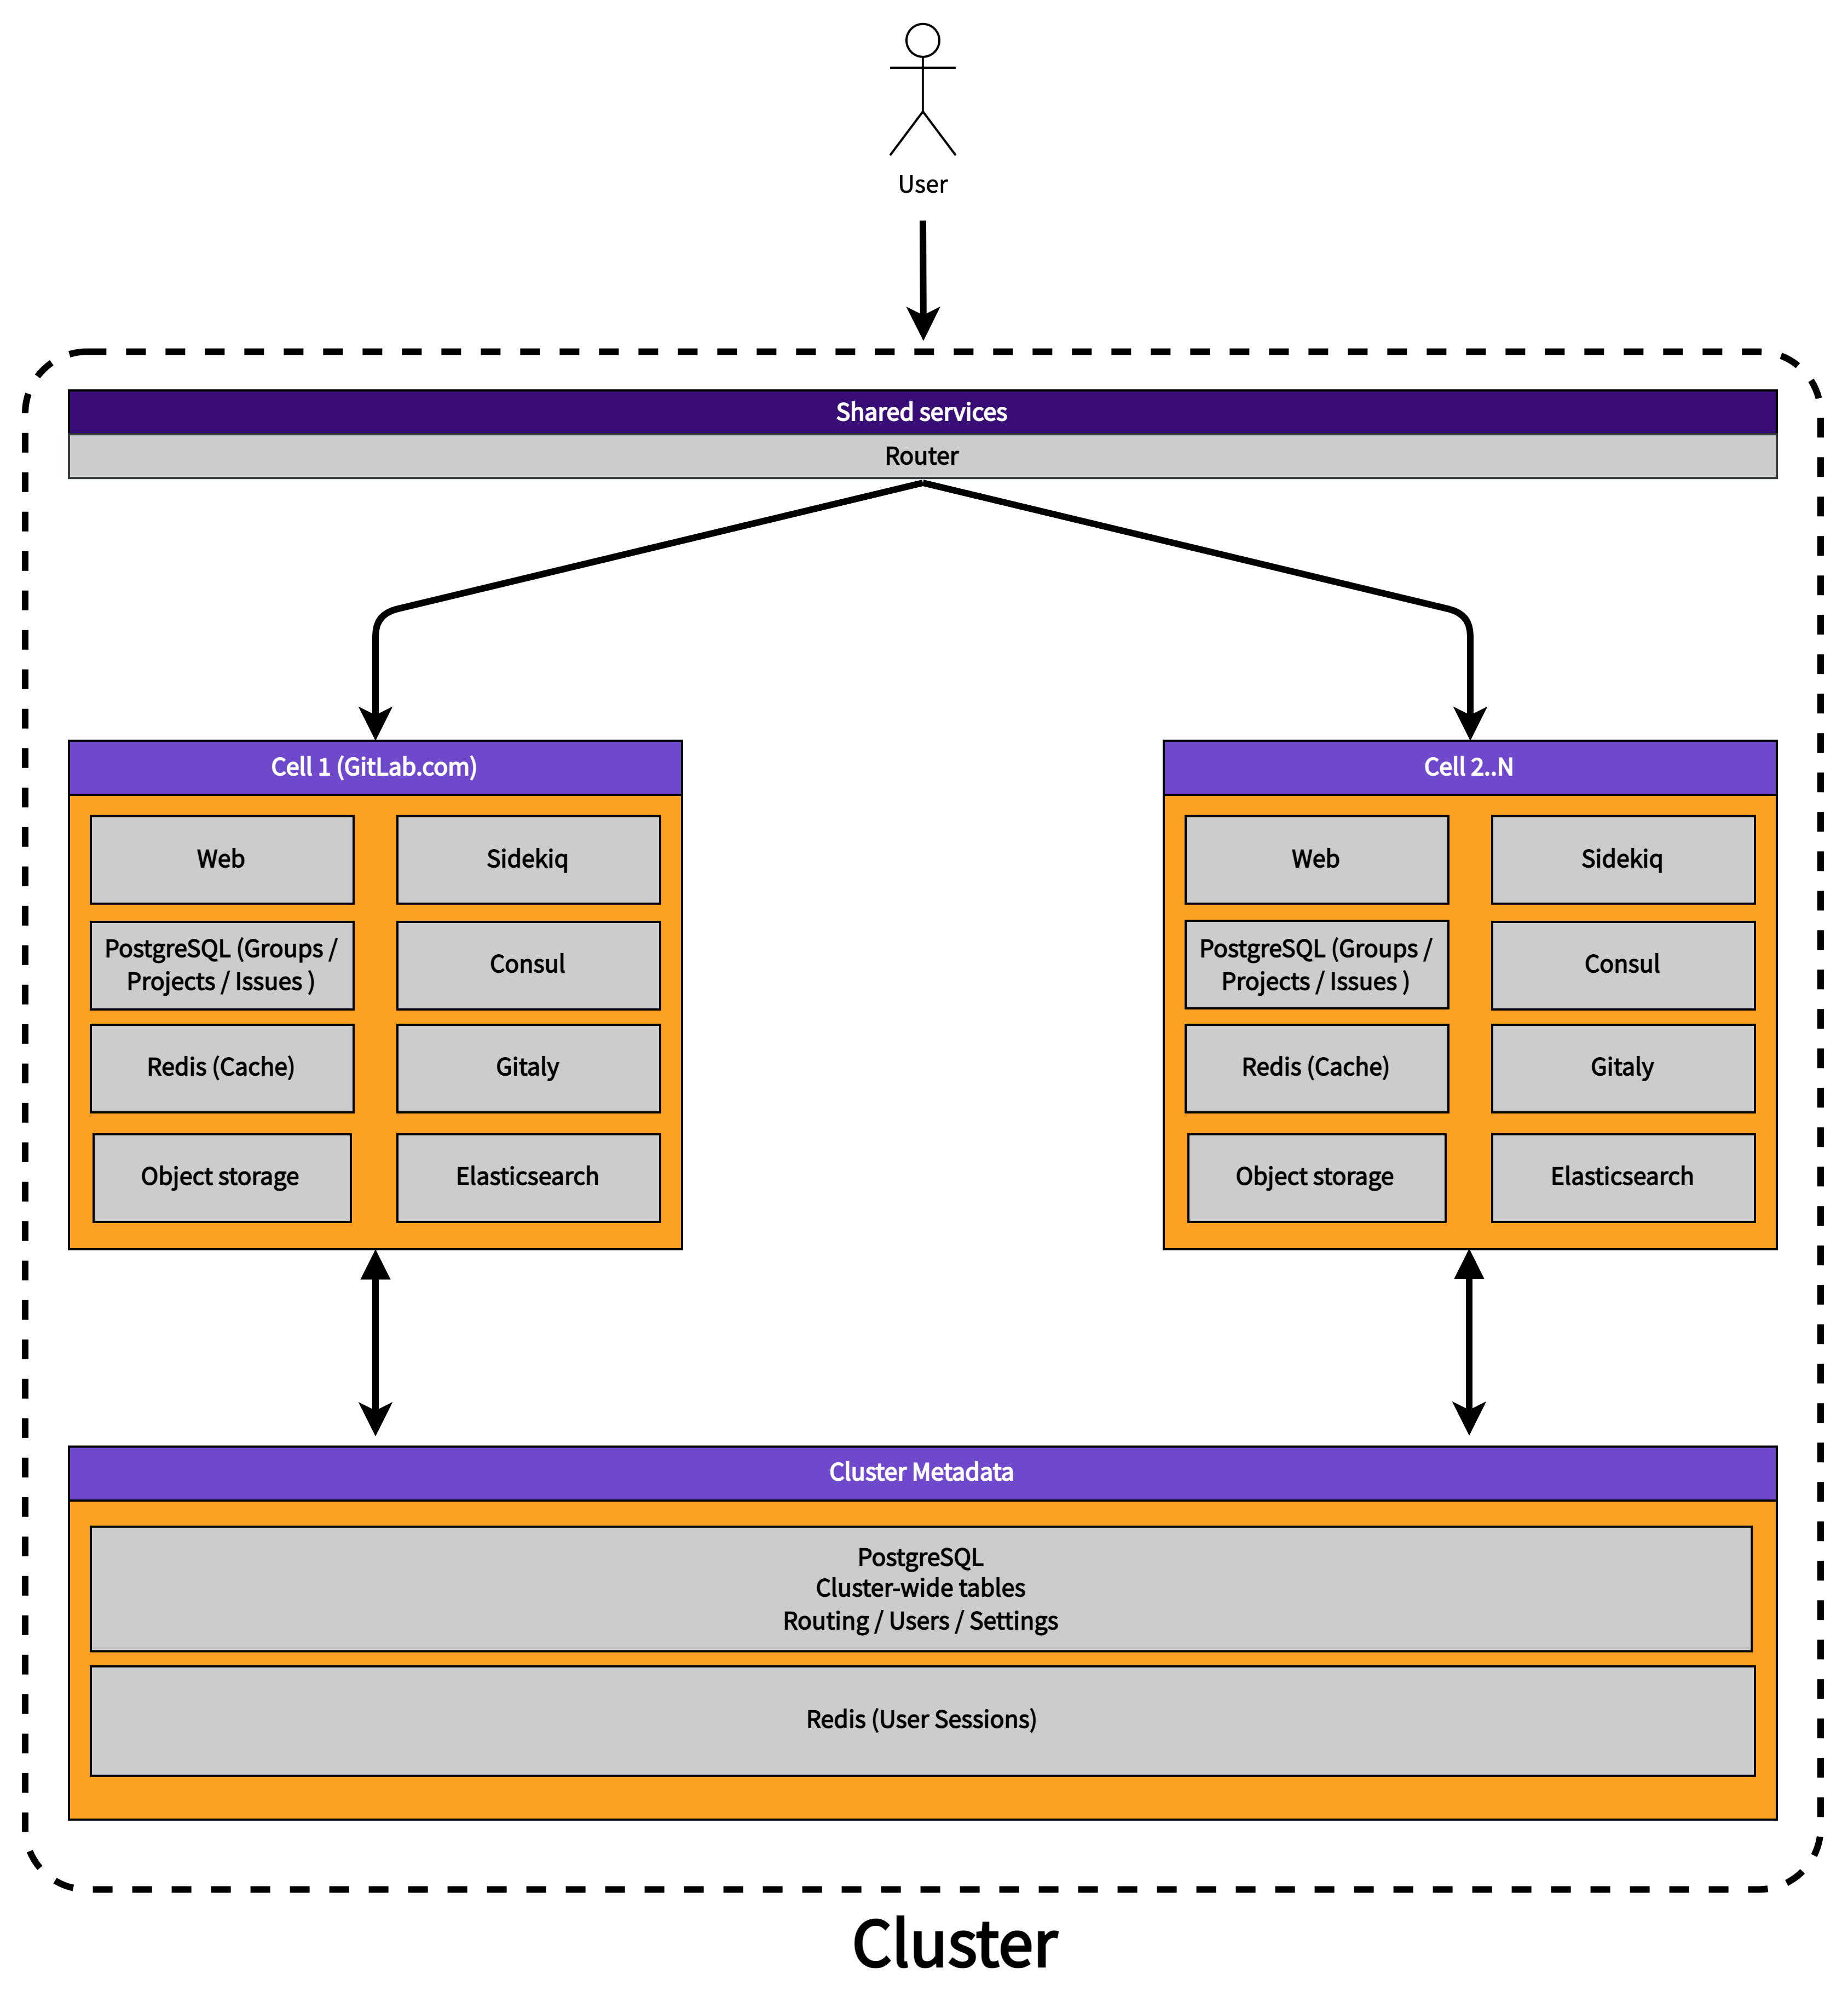 User
Shared services
Router
Cell 1 (GitLab.com)
Web
Sidekiq
PostgreSQL (Groups /
Projects / Issues )
Consul
Redis (Cache)
Gitaly
Object storage
Elasticsearch
Cell 2..N
Web
Sidekiq
PostgreSQL (Groups /
Projects / Issues )
Consul
Redis (Cache)
Gitaly
Object storage
Elasticsearch
Cluster Metadata
PostgreSQL
Cluster-wide tables
Routing / Users / Settings
Redis (User Sessions)
Cluster